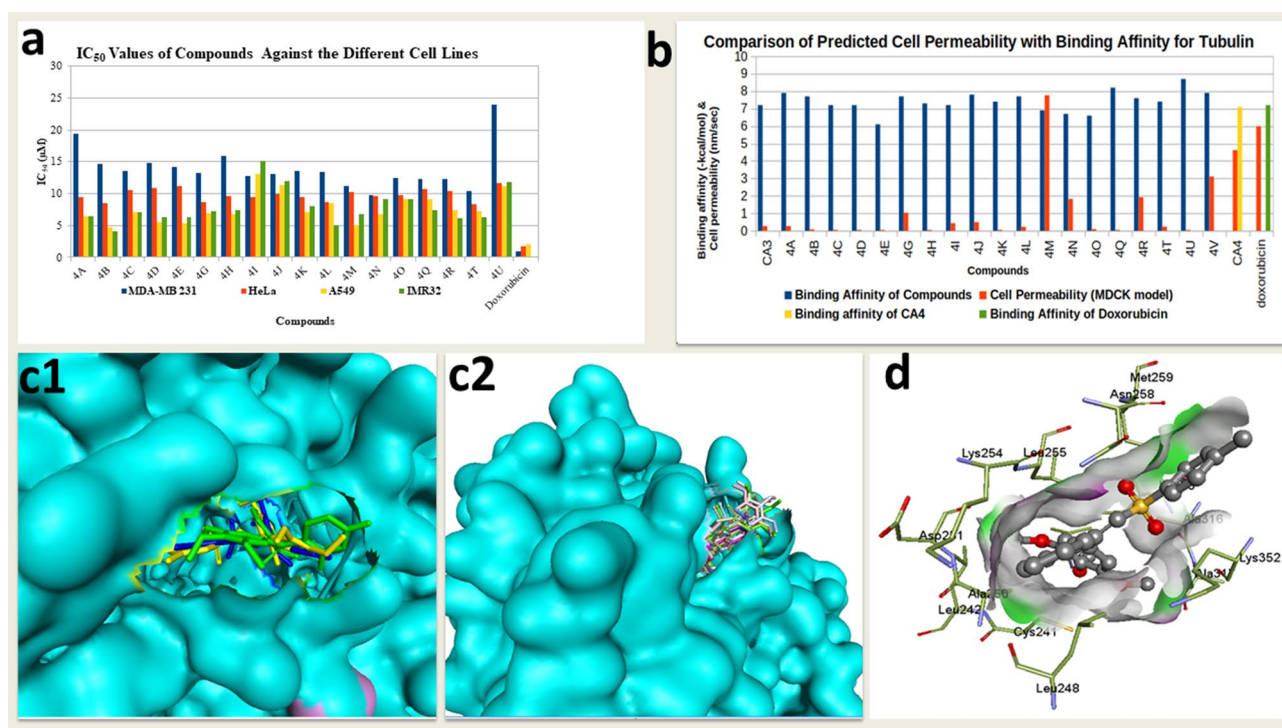 a
IC50 Values of Compounds Against the Different Cell Lines
30
25
20
15
10
5
0
IC50 (µM)
4A 4B 4C 4D 4E 4G 4H 4I 4J 4K 4L 4M 4N 4O 4Q 4R 4T 4U Doxorubicin
MDA-MB 231 HeLa A549 IMR32
Compounds
b
Comparison of Predicted Cell Permeability with Binding Affinity for Tubulin
10
9
8
7
6
5
4
3
2
1
0
Binding affinity (-kcal/mol) &
Cell permeability (nm/sec)
CA3 4A 4B 4C 4D 4E 4G 4H 4I 4J 4K 4L 4M 4N 4O 4Q 4R 4T 4U 4V CA4 doxorubicin
Compounds
Binding Affinity of Compounds Cell Permeability (MDCK model)
Binding affinity of CA4 Binding Affinity of Doxorubicin
c1
c2
d
Met259
Asn258
Lys254 Leu255
Ala316
Lys352
Leu242
Cys241
Leu248